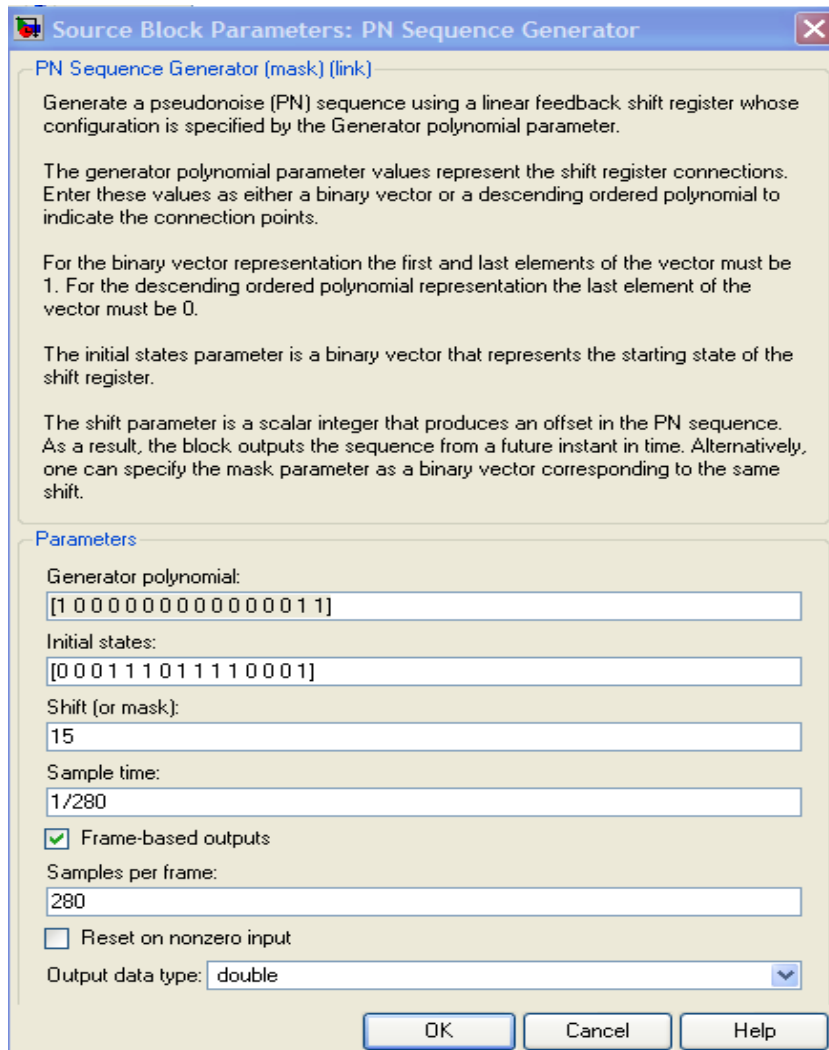 Source Block Parameters: PN Sequence Generator
PN Sequence Generator (mask) (link)
Generate a pseudonoise (PN) sequence using a linear feedback shift register whose
configuration is specified by the Generator polynomial parameter.
The generator polynomial parameter values represent the shift register connections.
Enter these values as either a binary vector or a descending ordered polynomial to
indicate the connection points.
For the binary vector representation the first and last elements of the vector must be
1. For the descending ordered polynomial representation the last element of the
vector must be 0.
The initial states parameter is a binary vector that represents the starting state of the
shift register.
The shift parameter is a scalar integer that produces an offset in the PN sequence.
As a result, the block outputs the sequence from a future instant in time. Alternatively,
one can specify the mask parameter as a binary vector corresponding to the same
shift.
Parameters
Generator polynomial:
[1 0 0 0 0 0 0 0 0 0 0 0 0 0 1 1]
Initial states:
[0 0 0 1 1 1 0 1 1 1 1 0 0 0 1]
Shift (or mask):
15
Sample time:
1/280
Frame-based outputs
Samples per frame:
280
Reset on nonzero input
Output data type: double
OK Cancel Help